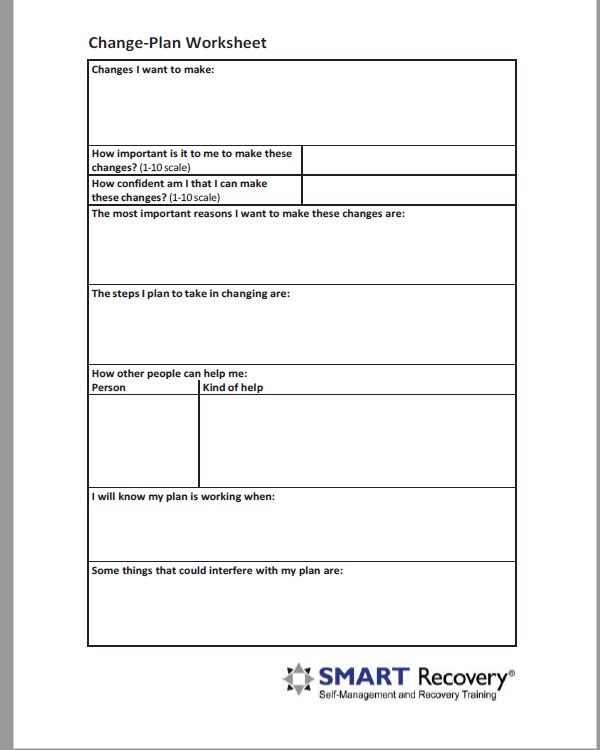 Change-Plan Worksheet
Changes I want to make:
How important is it to me to make these
changes? (1-10 scale)
How confident am I that I can make
these changes? (1-10 scale)
The most important reasons I want to make these changes are:
The steps I plan to take in changing are:
How other people can help me:
Person Kind of help
I will know my plan is working when:
Some things that could interfere with my plan are:
SMART Recovery®
Self-Management and Recovery Training